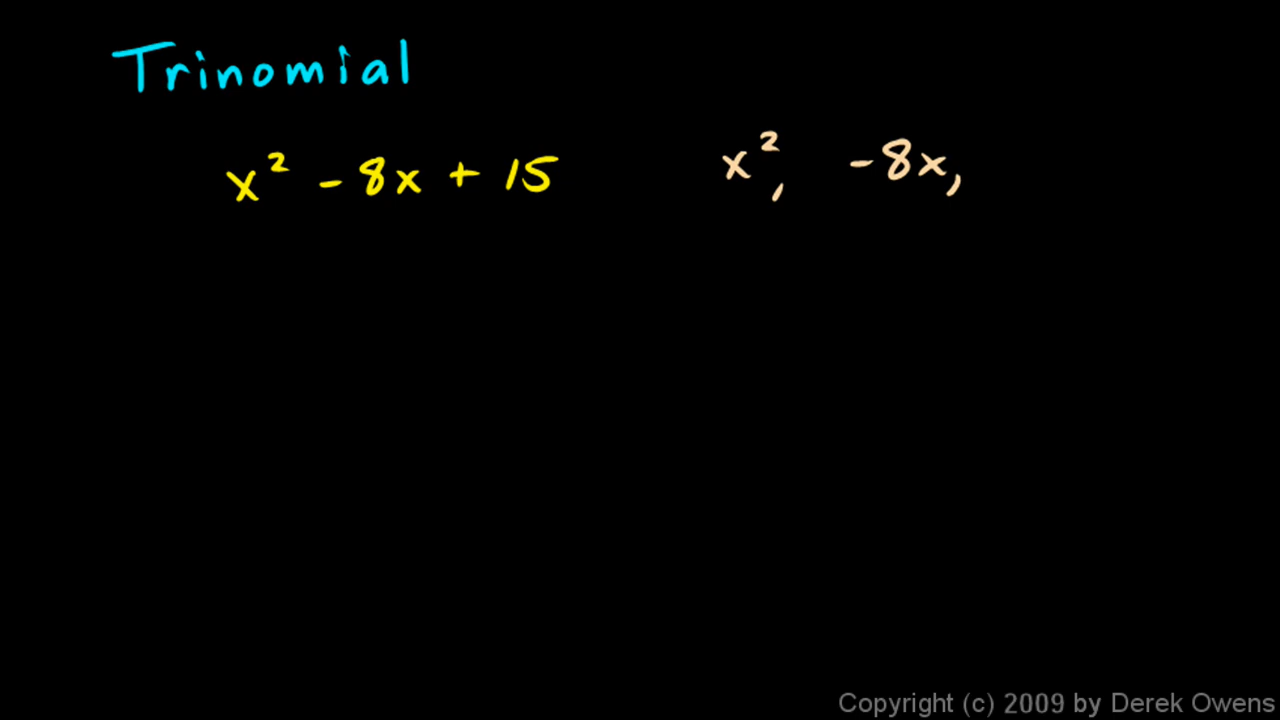 Trinomial
x² - 8x + 15 x², -8x,
Copyright (c) 2009 by Derek Owens